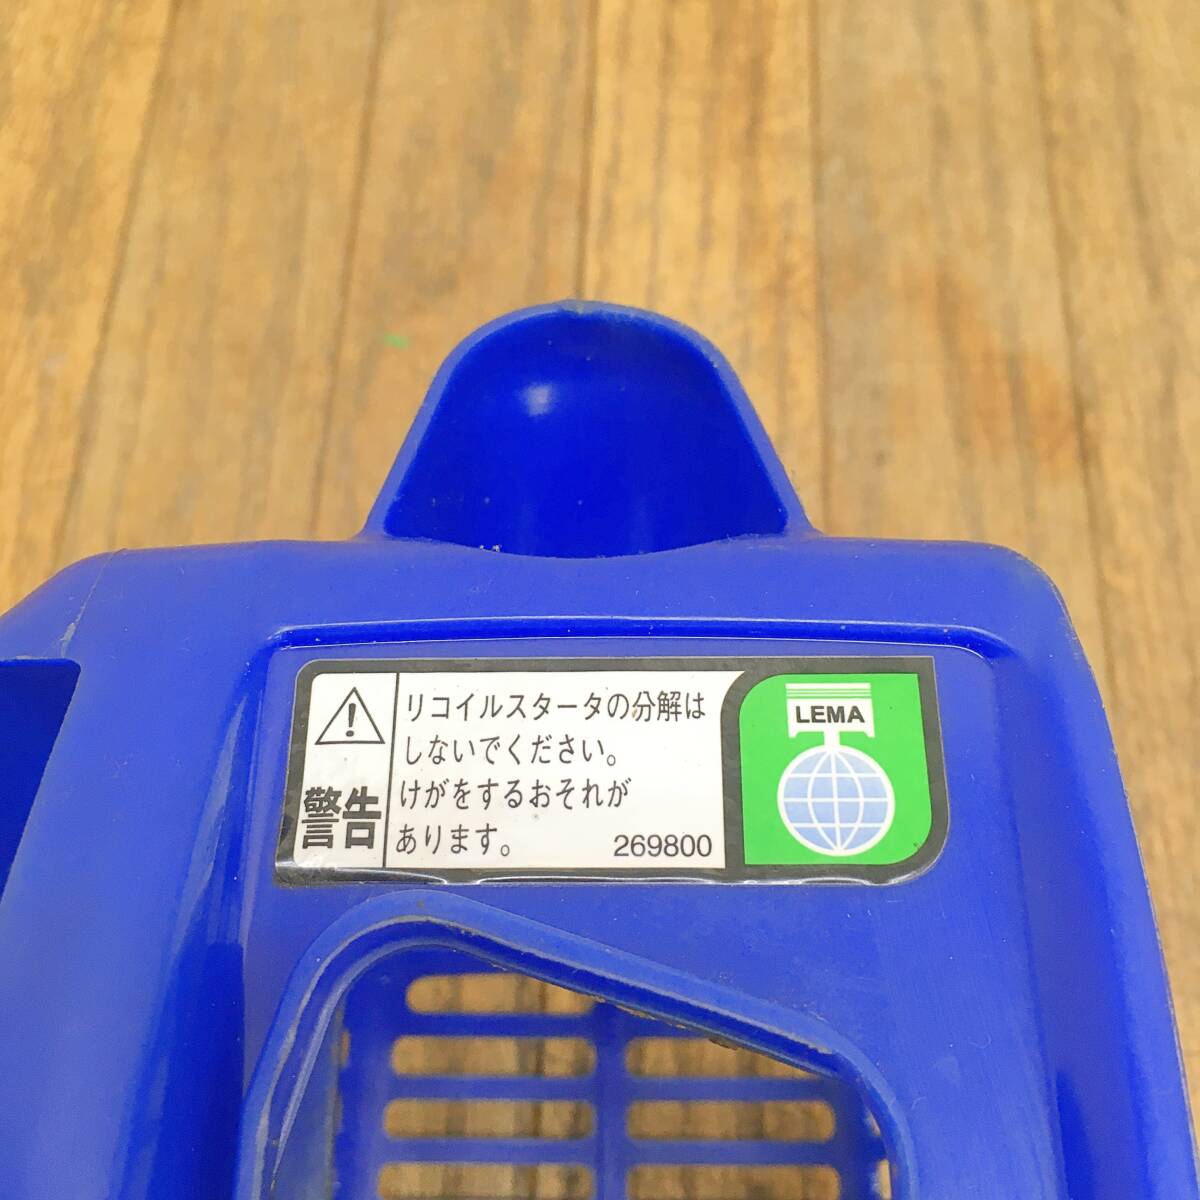 警告
リコイルスタータの分解は
しないでください。
けがをするおそれが
あります。
269800
LEMA